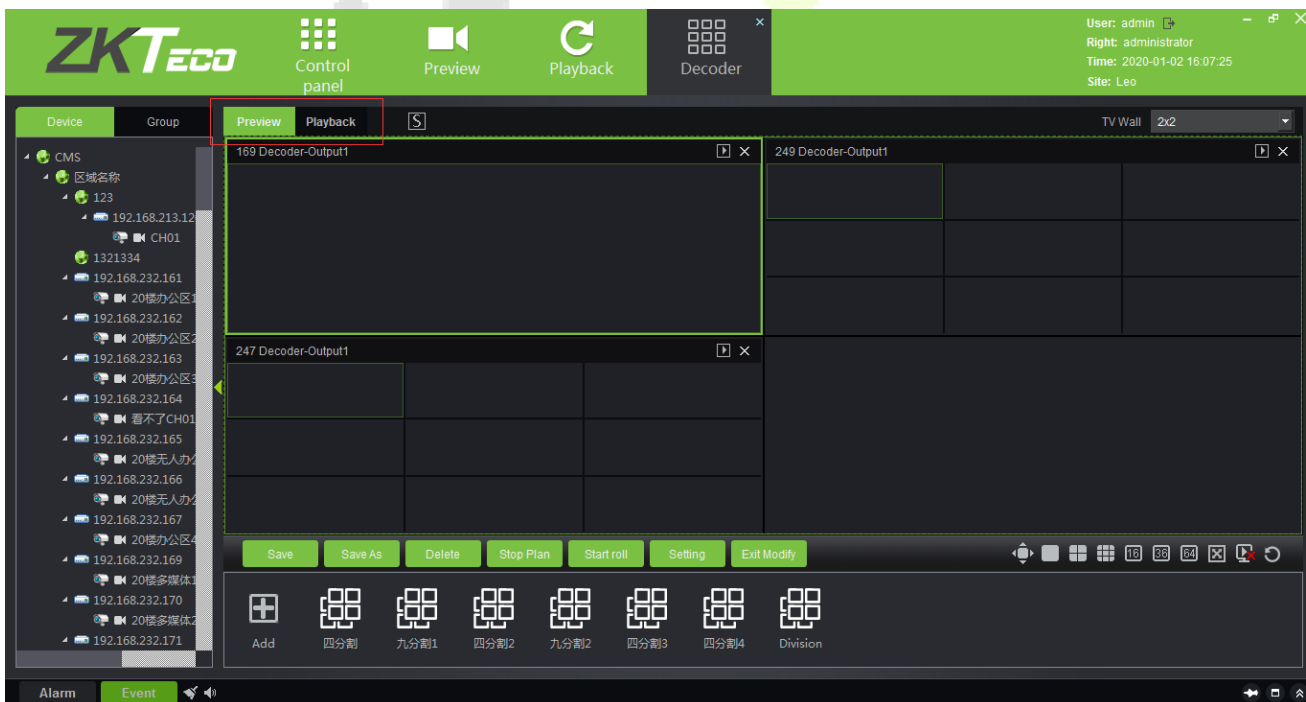 ZKTECO
Control panel
Preview
Playback
Decoder
User: admin
Right: administrator
Time: 2020-01-02 16:07:25
Site: Leo
Device
Group
Preview
Playback
S
TV Wall
2x2
CMS
区域名称
123
192.168.213.12
CH01
1321334
192.168.232.161
20楼办公区1
192.168.232.162
20楼办公区2
192.168.232.163
20楼办公区3
192.168.232.164
看不了CH01
192.168.232.165
20楼无人办公
192.168.232.166
20楼无人办公
192.168.232.167
20楼办公区4
192.168.232.169
20楼多媒体1
192.168.232.170
20楼多媒体2
192.168.232.171
169 Decoder-Output1
249 Decoder-Output1
247 Decoder-Output1
Save
Save As
Delete
Stop Plan
Start roll
Setting
Exit Modify
16
36
64
Add
四分割
九分割1
四分割2
九分割2
四分割3
四分割4
Division
Alarm
Event